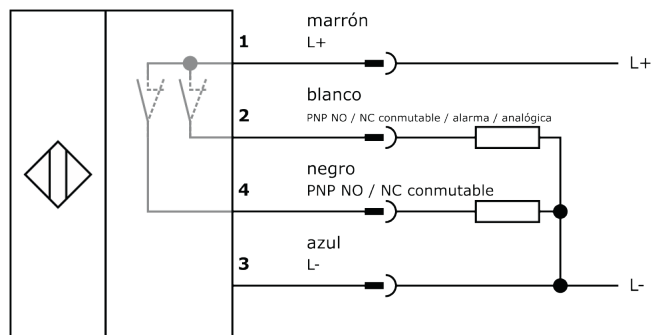 marrón
1 L+
L+
blanco
2 PNP NO / NC conmutable / alarma / analógica
negro
4 PNP NO / NC conmutable
azul
3 L-
L-